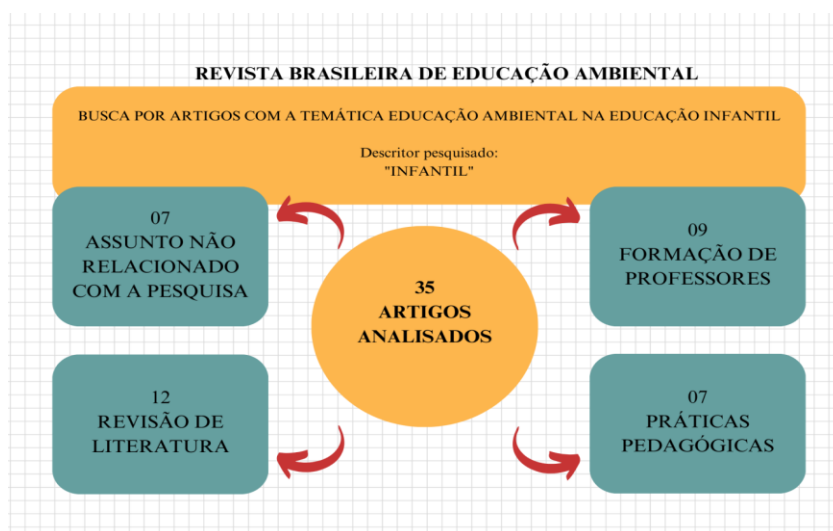 REVISTA BRASILEIRA DE EDUCAÇÃO AMBIENTAL
BUSCA POR ARTIGOS COM A TEMÁTICA EDUCAÇÃO AMBIENTAL NA EDUCAÇÃO INFANTIL
Descritor pesquisado:
"INFANTIL"
07
ASSUNTO NÃO
RELACIONADO
COM A PESQUISA
09
FORMAÇÃO DE
PROFESSORES
35
ARTIGOS
ANALISADOS
12
REVISÃO DE
LITERATURA
07
PRÁTICAS
PEDAGÓGICAS